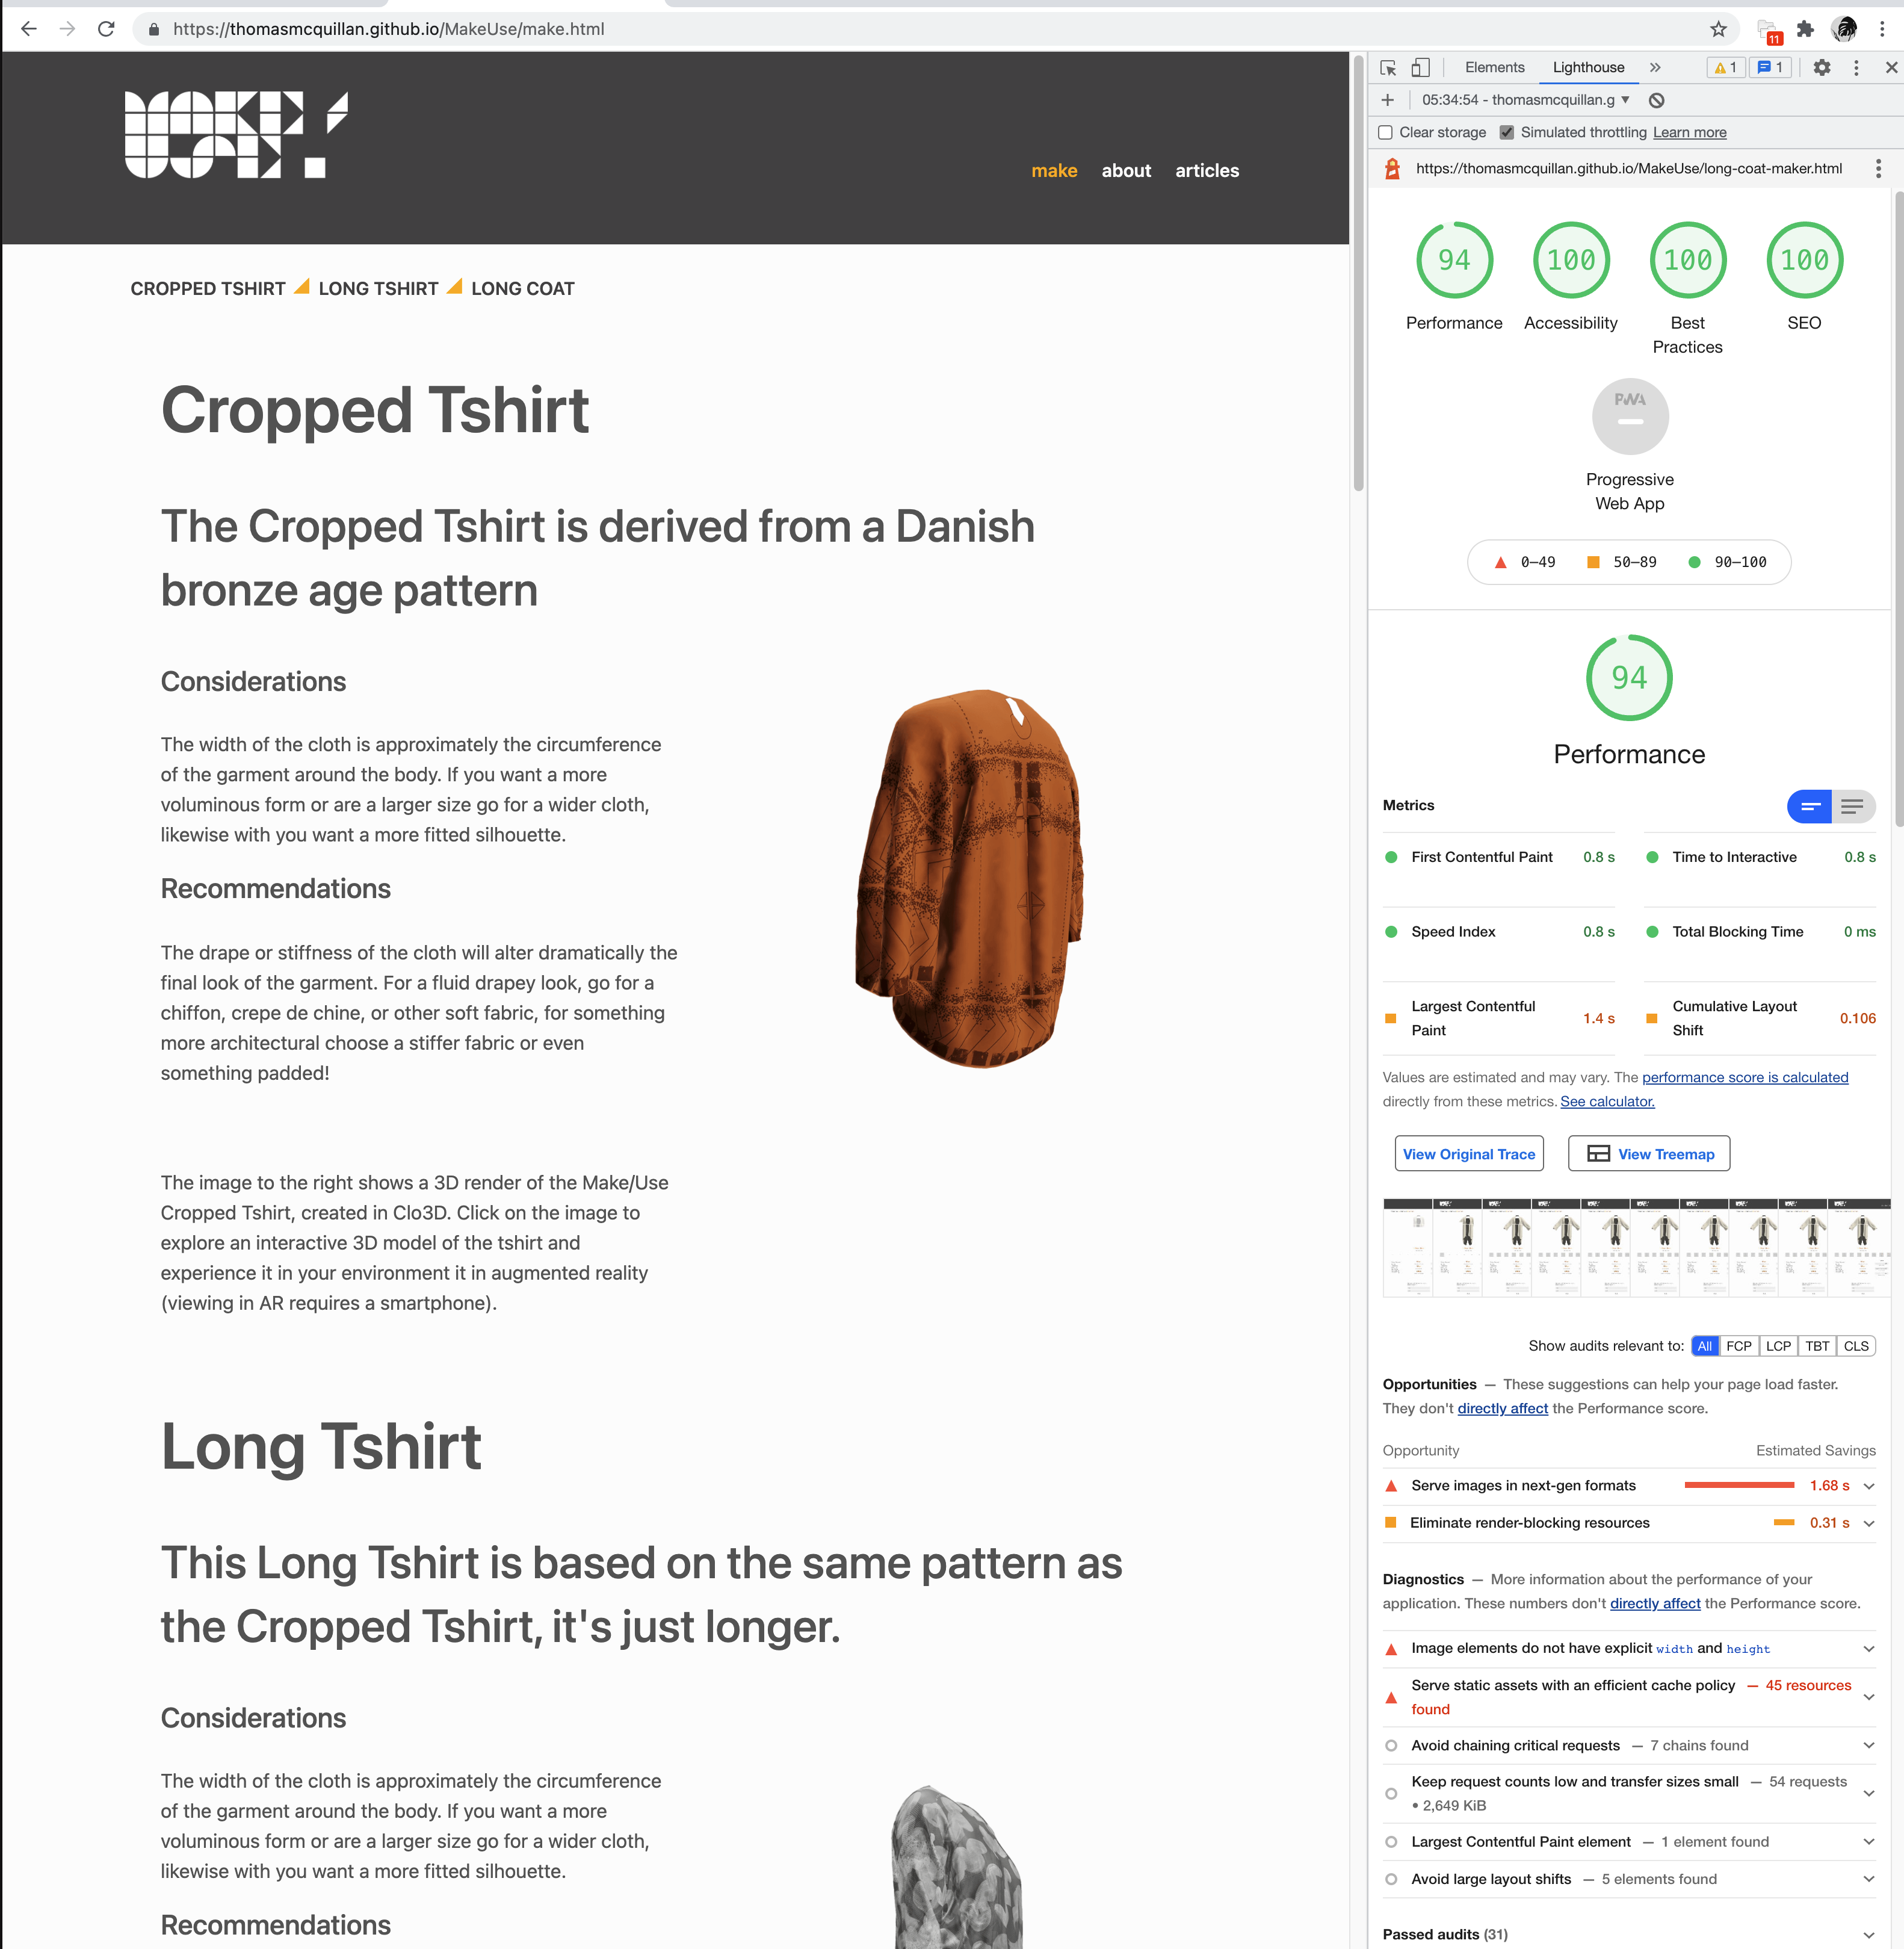 https://thomasmcquillan.github.io/MakeUse/make.html
11
MAKE/
USE.
make about articles
CROPPED TSHIRT LONG TSHIRT LONG COAT
Cropped Tshirt
The Cropped Tshirt is derived from a Danish
bronze age pattern
Considerations
The width of the cloth is approximately the circumference
of the garment around the body. If you want a more
voluminous form or are a larger size go for a wider cloth,
likewise with you want a more fitted silhouette.
Recommendations
The drape or stiffness of the cloth will alter dramatically the
final look of the garment. For a fluid drapey look, go for a
chiffon, crepe de chine, or other soft fabric, for something
more architectural choose a stiffer fabric or even
something padded!
The image to the right shows a 3D render of the Make/Use
Cropped Tshirt, created in Clo3D. Click on the image to
explore an interactive 3D model of the tshirt and
experience it in your environment it in augmented reality
(viewing in AR requires a smartphone).
Long Tshirt
This Long Tshirt is based on the same pattern as
the Cropped Tshirt, it's just longer.
Considerations
The width of the cloth is approximately the circumference
of the garment around the body. If you want a more
voluminous form or are a larger size go for a wider cloth,
likewise with you want a more fitted silhouette.
Recommendations
Elements Lighthouse » 1 1
+ 05:34:54 - thomasmcquillan.g
Clear storage Simulated throttling Learn more
https://thomasmcquillan.github.io/MakeUse/long-coat-maker.html
94 100 100 100
Performance Accessibility Best SEO
Practices
PWA
Progressive
Web App
0–49 50–89 90–100
94
Performance
Metrics
First Contentful Paint 0.8 s Time to Interactive 0.8 s
Speed Index 0.8 s Total Blocking Time 0 ms
Largest Contentful Cumulative Layout
Paint 1.4 s Shift 0.106
Values are estimated and may vary. The performance score is calculated
directly from these metrics. See calculator.
View Original Trace View Treemap
Show audits relevant to: All FCP LCP TBT CLS
Opportunities — These suggestions can help your page load faster.
They don't directly affect the Performance score.
Opportunity Estimated Savings
Serve images in next-gen formats 1.68 s
Eliminate render-blocking resources 0.31 s
Diagnostics — More information about the performance of your
application. These numbers don't directly affect the Performance score.
Image elements do not have explicit width and height
Serve static assets with an efficient cache policy — 45 resources
found
Avoid chaining critical requests — 7 chains found
Keep request counts low and transfer sizes small — 54 requests
• 2,649 KiB
Largest Contentful Paint element — 1 element found
Avoid large layout shifts — 5 elements found
Passed audits (31)